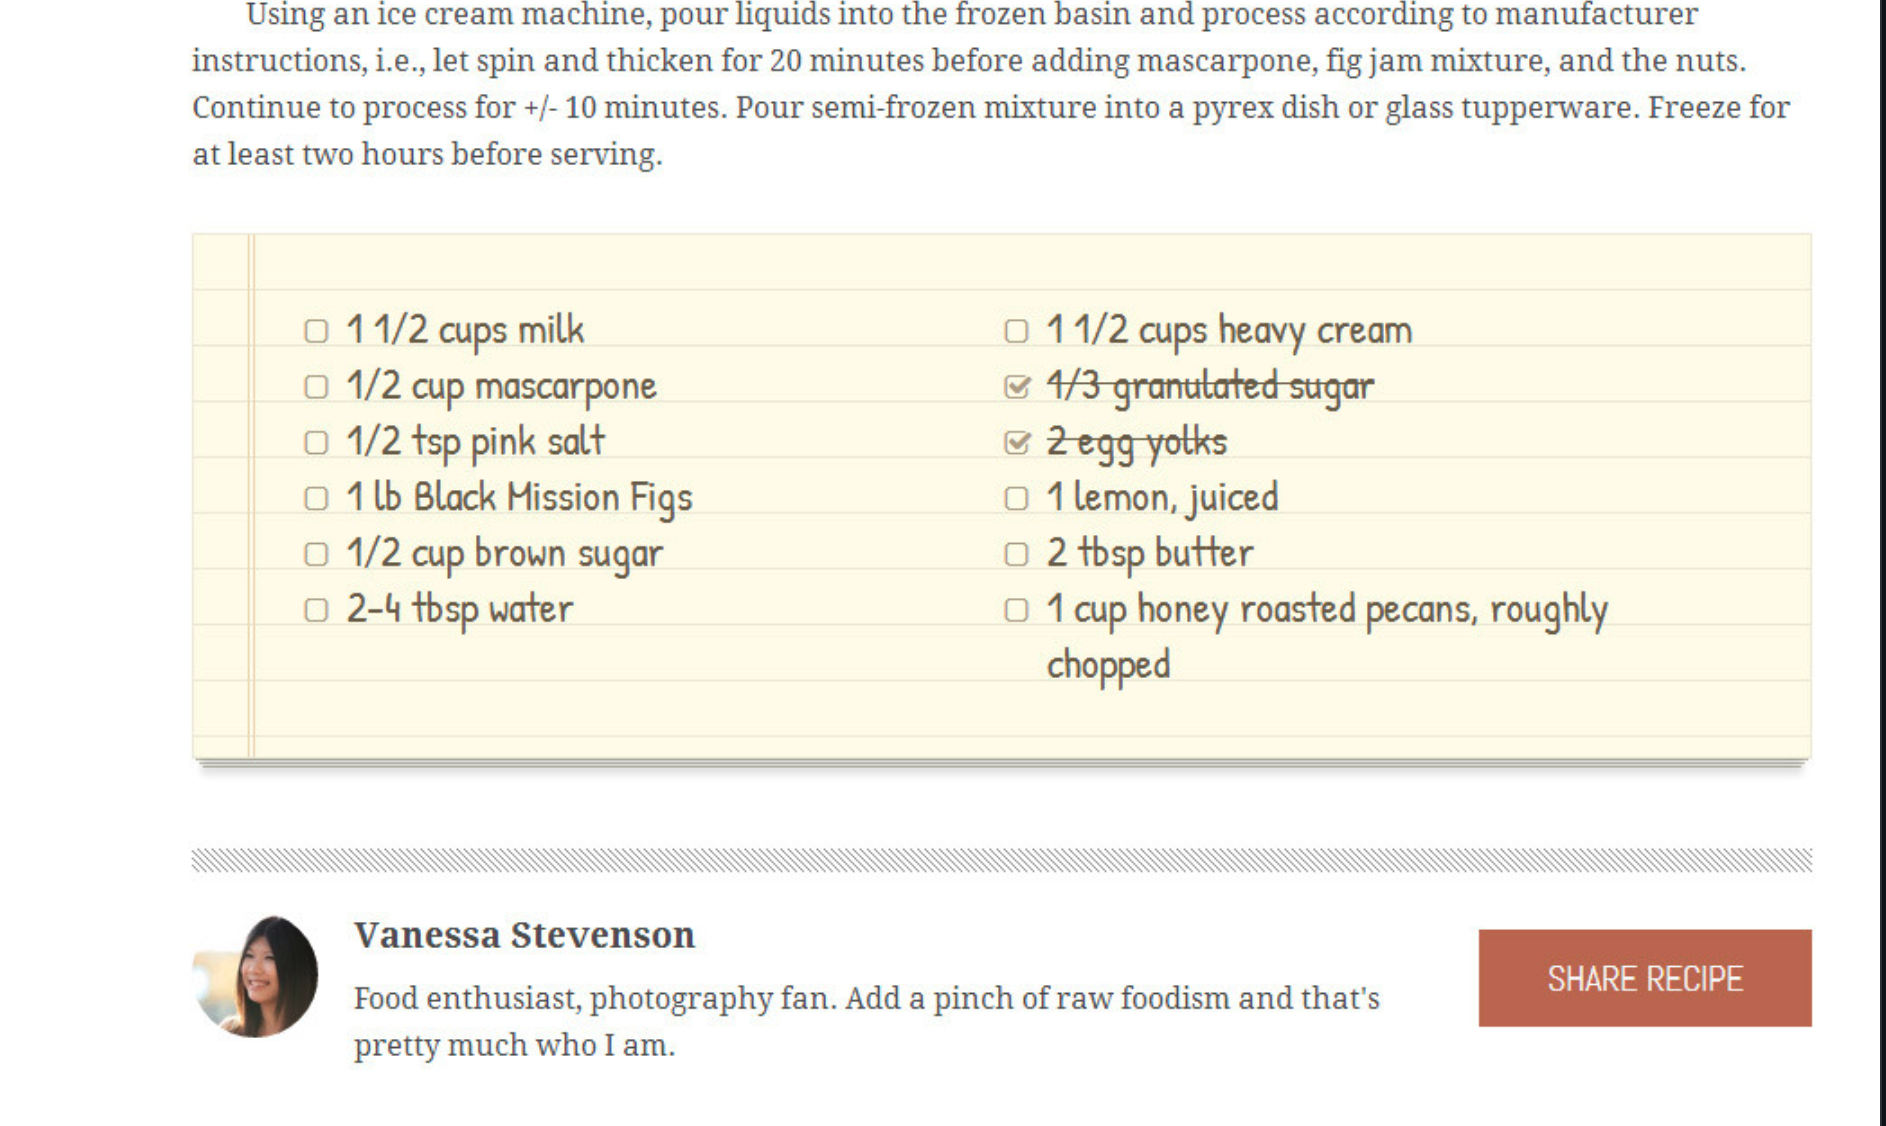 Using an ice cream machine, pour liquids into the frozen basin and process according to manufacturer
instructions, i.e., let spin and thicken for 20 minutes before adding mascarpone, fig jam mixture, and the nuts.
Continue to process for +/- 10 minutes. Pour semi-frozen mixture into a pyrex dish or glass tupperware. Freeze for
at least two hours before serving.
1 1/2 cups milk
1/2 cup mascarpone
1/2 tsp pink salt
1 lb Black Mission Figs
1/2 cup brown sugar
2-4 tbsp water
1 1/2 cups heavy cream
1/3 granulated sugar
2 egg yolks
1 lemon, juiced
2 tbsp butter
1 cup honey roasted pecans, roughly
chopped
Vanessa Stevenson
Food enthusiast, photography fan. Add a pinch of raw foodism and that's
pretty much who I am.
SHARE RECIPE